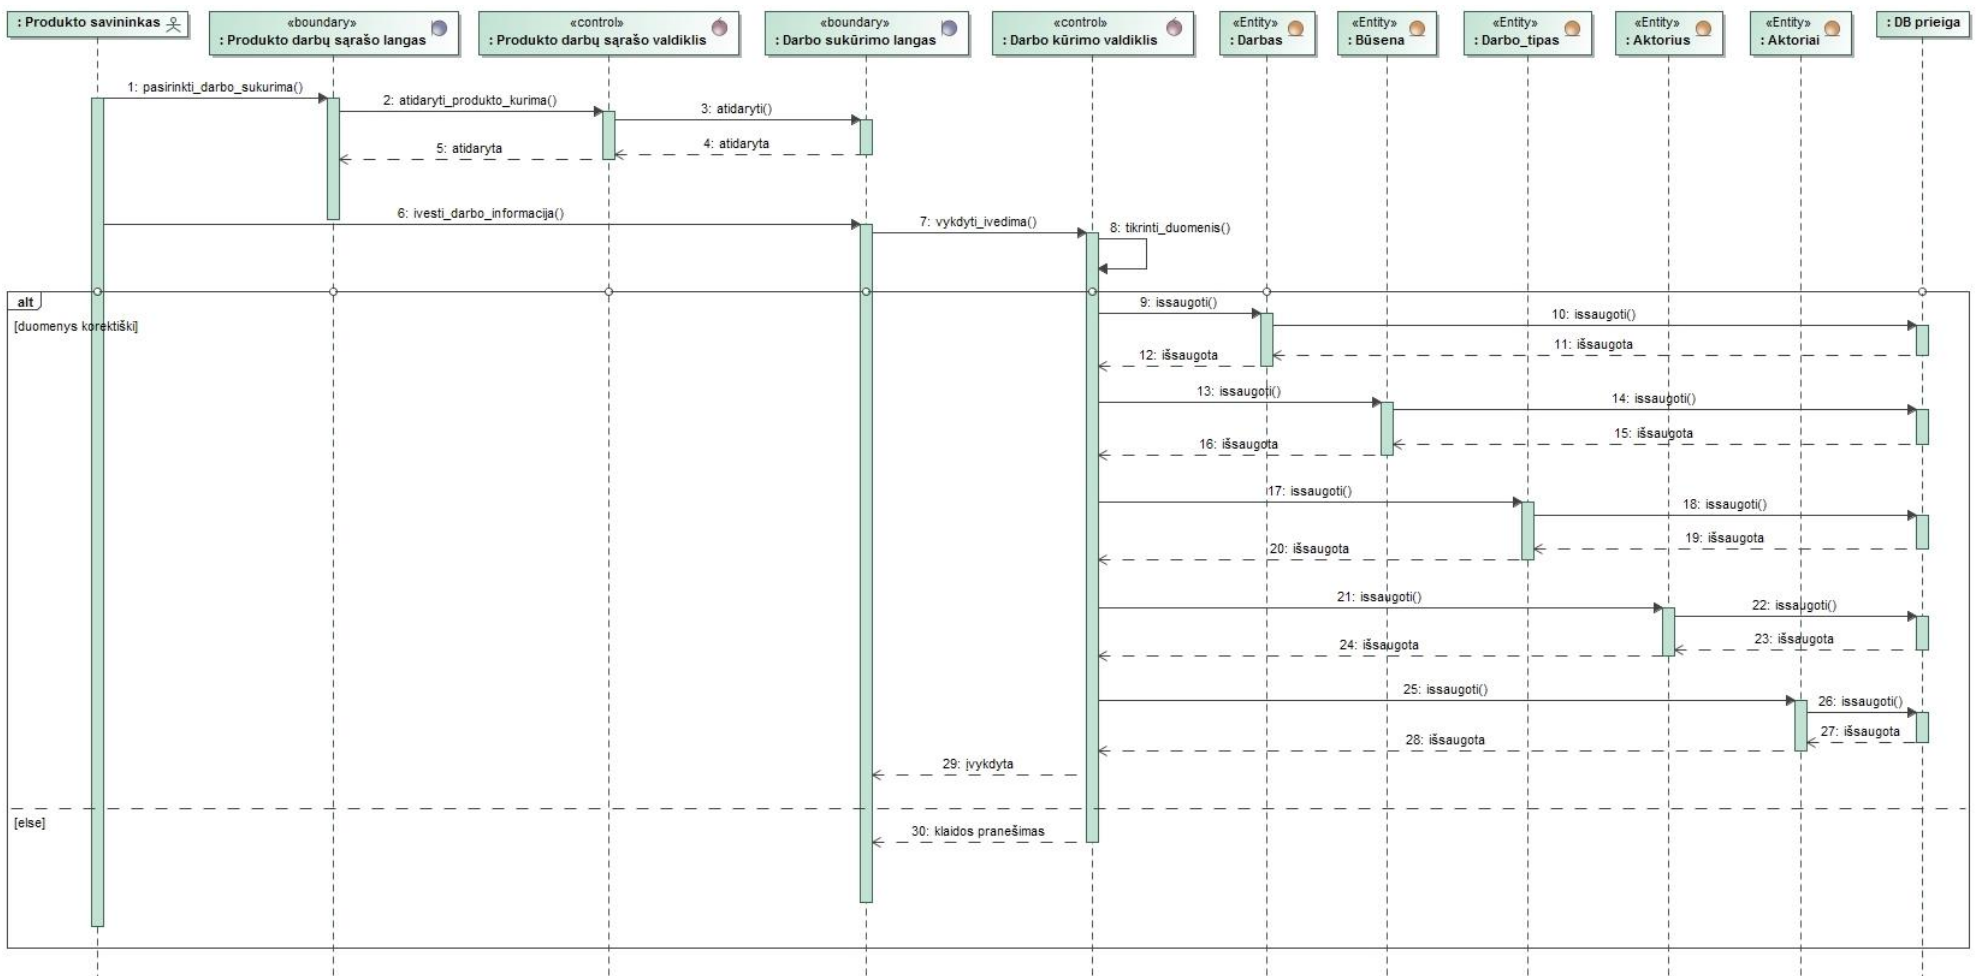 : Produkto savininkas
«boundary»
: Produkto darbų sąrašo langas
«control»
: Produkto darbų sąrašo valdiklis
«boundary»
: Darbo sukūrimo langas
«control»
: Darbo kūrimo valdiklis
«Entity»
: Darbas
«Entity»
: Būsena
«Entity»
: Darbo_tipas
«Entity»
: Aktorius
«Entity»
: Aktoriai
: DB prieiga
1: pasirinkti_darbo_sukurima()
2: atidaryti_produkto_kurima()
3: atidaryti()
4: atidaryta
5: atidaryta
6: ivesti_darbo_informacija()
7: vykdyti_ivedima()
8: tikrinti_duomenis()
alt
[duomenys korektiški]
9: issaugoti()
10: issaugoti()
11: išsaugota
12: išsaugota
13: issaugoti()
14: issaugoti()
15: išsaugota
16: išsaugota
17: issaugoti()
18: issaugoti()
19: išsaugota
20: išsaugota
21: issaugoti()
22: issaugoti()
23: išsaugota
24: išsaugota
25: issaugoti()
26: issaugoti()
27: išsaugota
28: išsaugota
29: įvykdyta
[else]
30: klaidos pranešimas